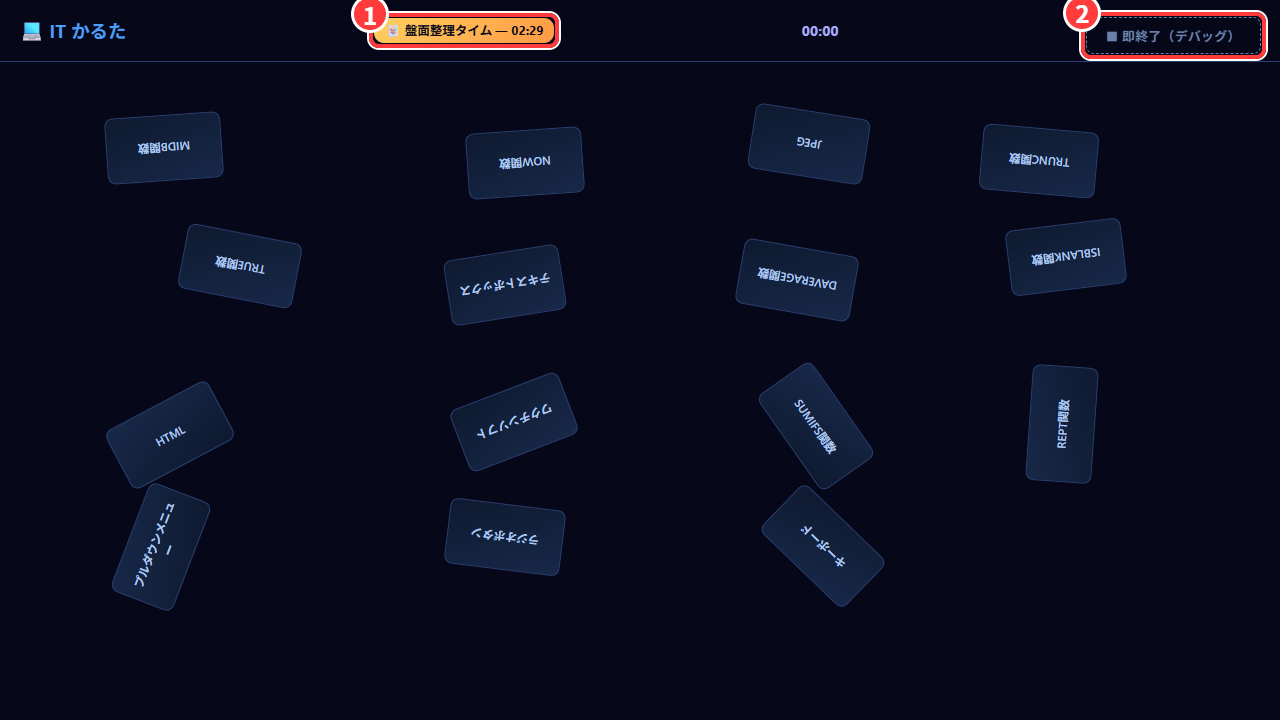 IT かるた
1
盤面整理タイム — 02:29
00:00
2
■ 即終了（デバッグ）
MIDB関数
NOW関数
JPEG
TRUNC関数
TRUE関数
テキストボックス
DAVERAGE関数
ISBLANK関数
HTML
ワクチンソフト
SUMIFS関数
REPT関数
プルダウンメニュ
ー
ラジオボタン
キーボード